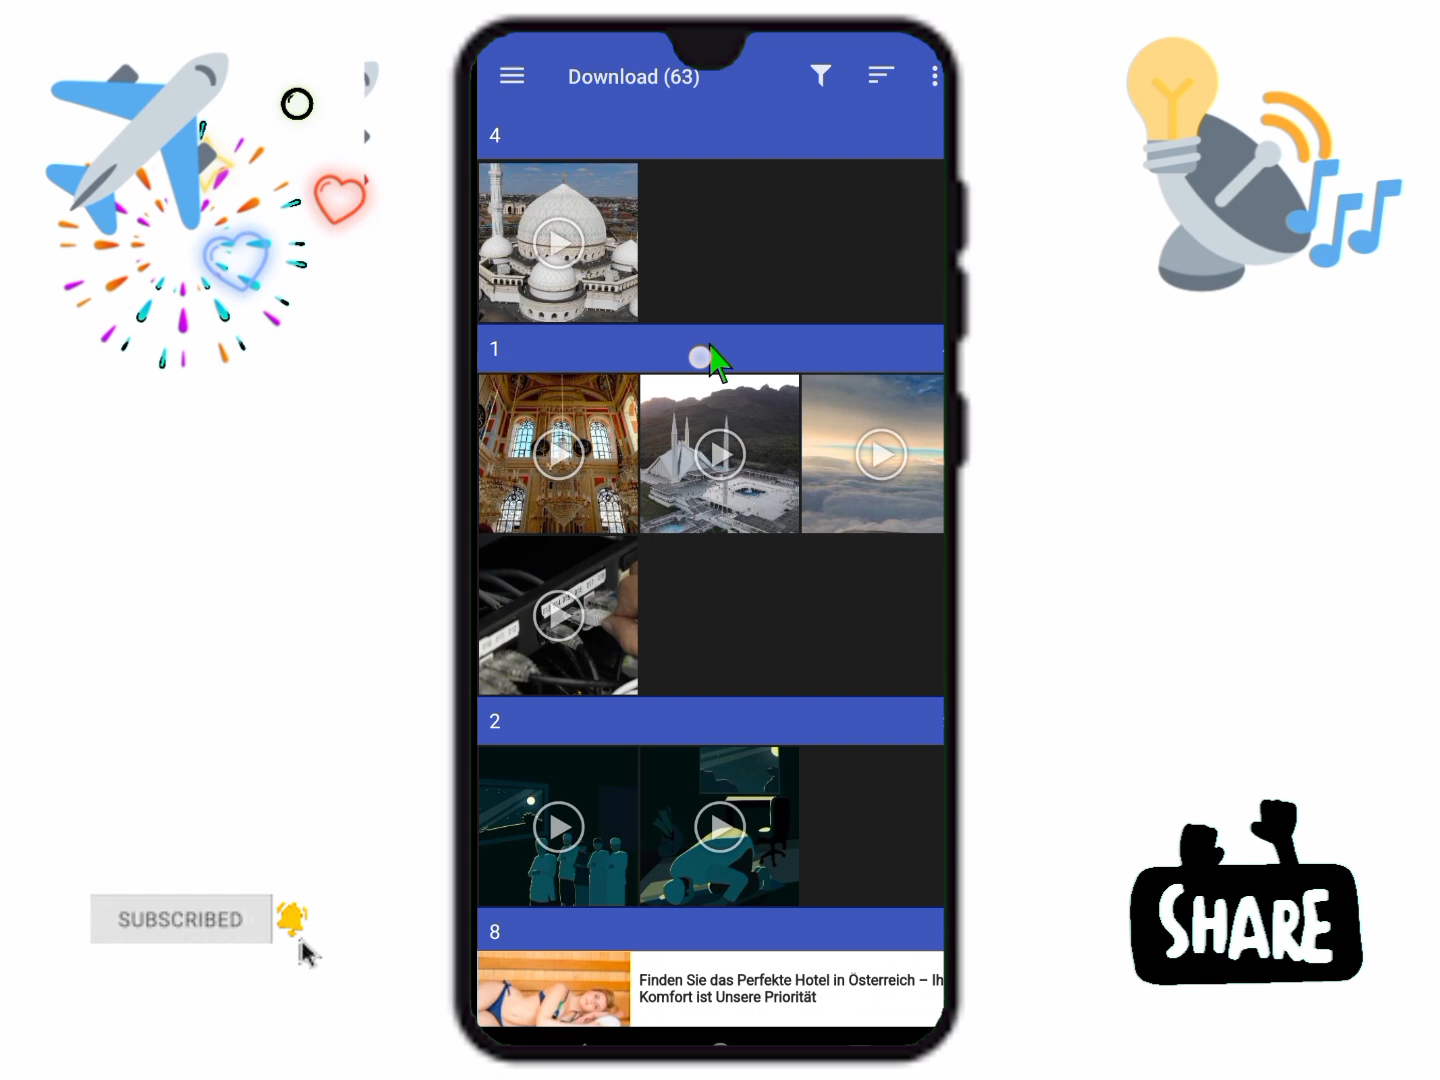 Download (63)
4
1
2
8
Finden Sie das Perfekte Hotel in Österreich – Ih
Komfort ist Unsere Priorität
SUBSCRIBED
SHARE